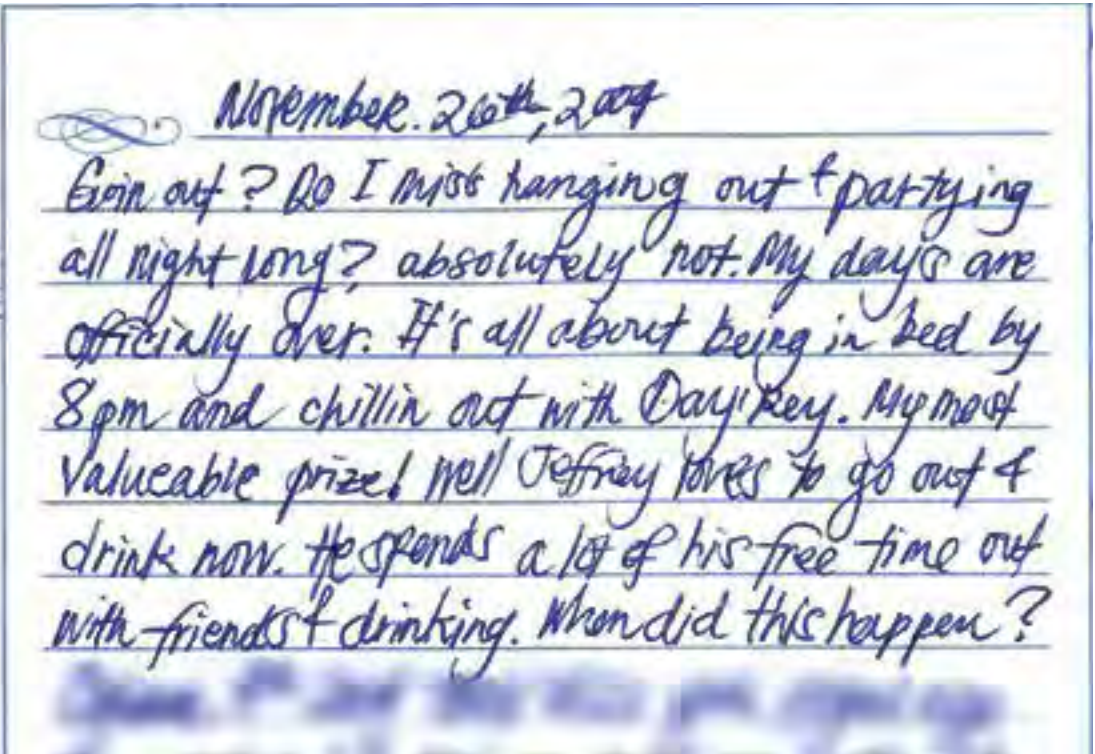 November. 26th, 2009
Goin out? Do I miss hanging out & partying
all night long? absolutely not. My days are
officially over. It's all about being in bed by
8pm and chillin out with Dayikey. My most
Valueable prize! Well Jeffrey loves to go out &
drink now. He spends a lot of his free time out
with friends & drinking. When did this happen?